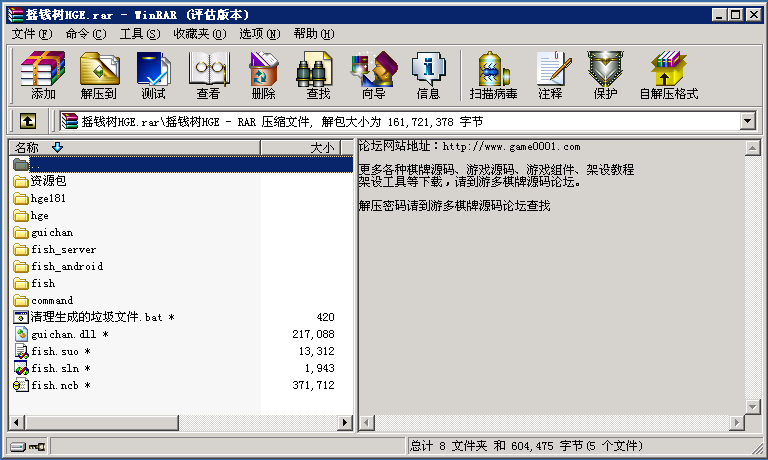 摇钱树HGE.rar - WinRAR (评估版本)
文件(F) 命令(C) 工具(S) 收藏夹(O) 选项(N) 帮助(H)
添加 解压到 测试 查看 删除 查找 向导 信息 扫描病毒 注释 保护 自解压格式
摇钱树HGE.rar\摇钱树HGE - RAR 压缩文件, 解包大小为 161,721,378 字节
名称 大小
..
资源包
hge181
hge
guichan
fish_server
fish_android
fish
command
清理生成的垃圾文件.bat * 420
guichan.dll * 217,088
fish.suo * 13,312
fish.sln * 1,943
fish.ncb * 371,712
论坛网站地址：http://www.game0001.com
更多各种棋牌源码、游戏源码、游戏组件、架设教程
架设工具等下载，请到游多棋牌源码论坛。
解压密码请到游多棋牌源码论坛查找
总计 8 文件夹 和 604,475 字节(5 个文件)